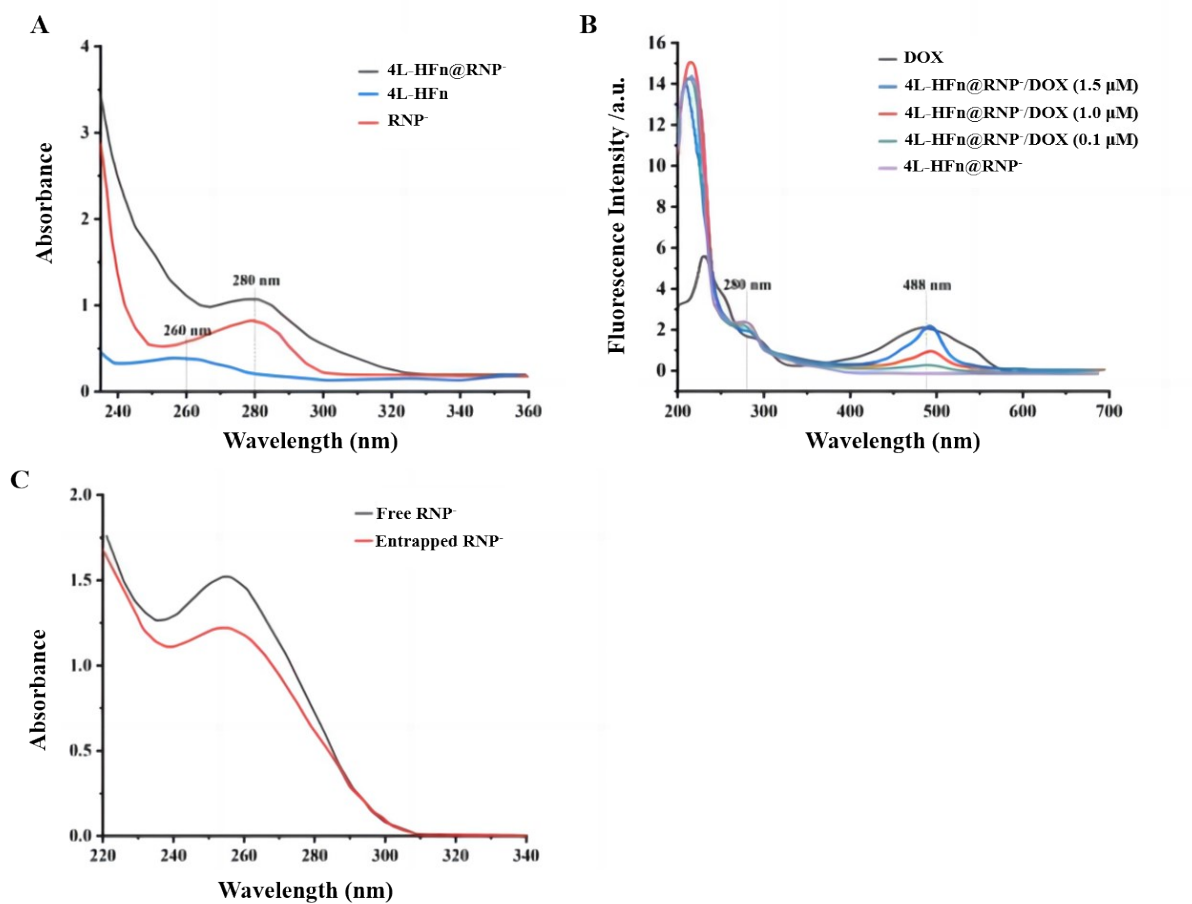 A
4
3
2
1
0
240 260 280 300 320 340 360
Absorbance
Wavelength (nm)
4L-HFn@RNP⁻
4L-HFn
RNP⁻
280 nm
260 nm
B
16
14
12
10
8
6
4
2
0
200 300 400 500 600 700
Fluorescence Intensity /a.u.
Wavelength (nm)
DOX
4L-HFn@RNP⁻/DOX (1.5 μM)
4L-HFn@RNP⁻/DOX (1.0 μM)
4L-HFn@RNP⁻/DOX (0.1 μM)
4L-HFn@RNP⁻
280 nm
488 nm
C
2.0
1.5
1.0
0.5
0.0
220 240 260 280 300 320 340
Absorbance
Wavelength (nm)
Free RNP⁻
Entrapped RNP⁻